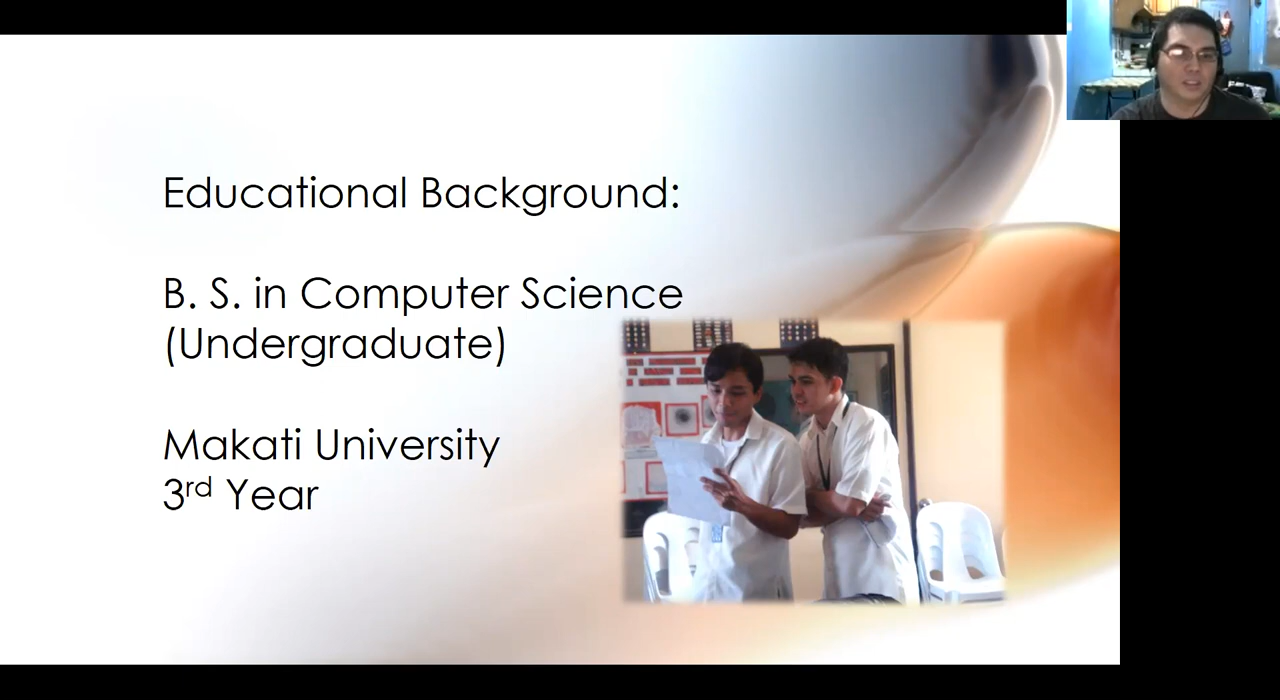 Educational Background:
B. S. in Computer Science
(Undergraduate)
Makati University
3rd Year